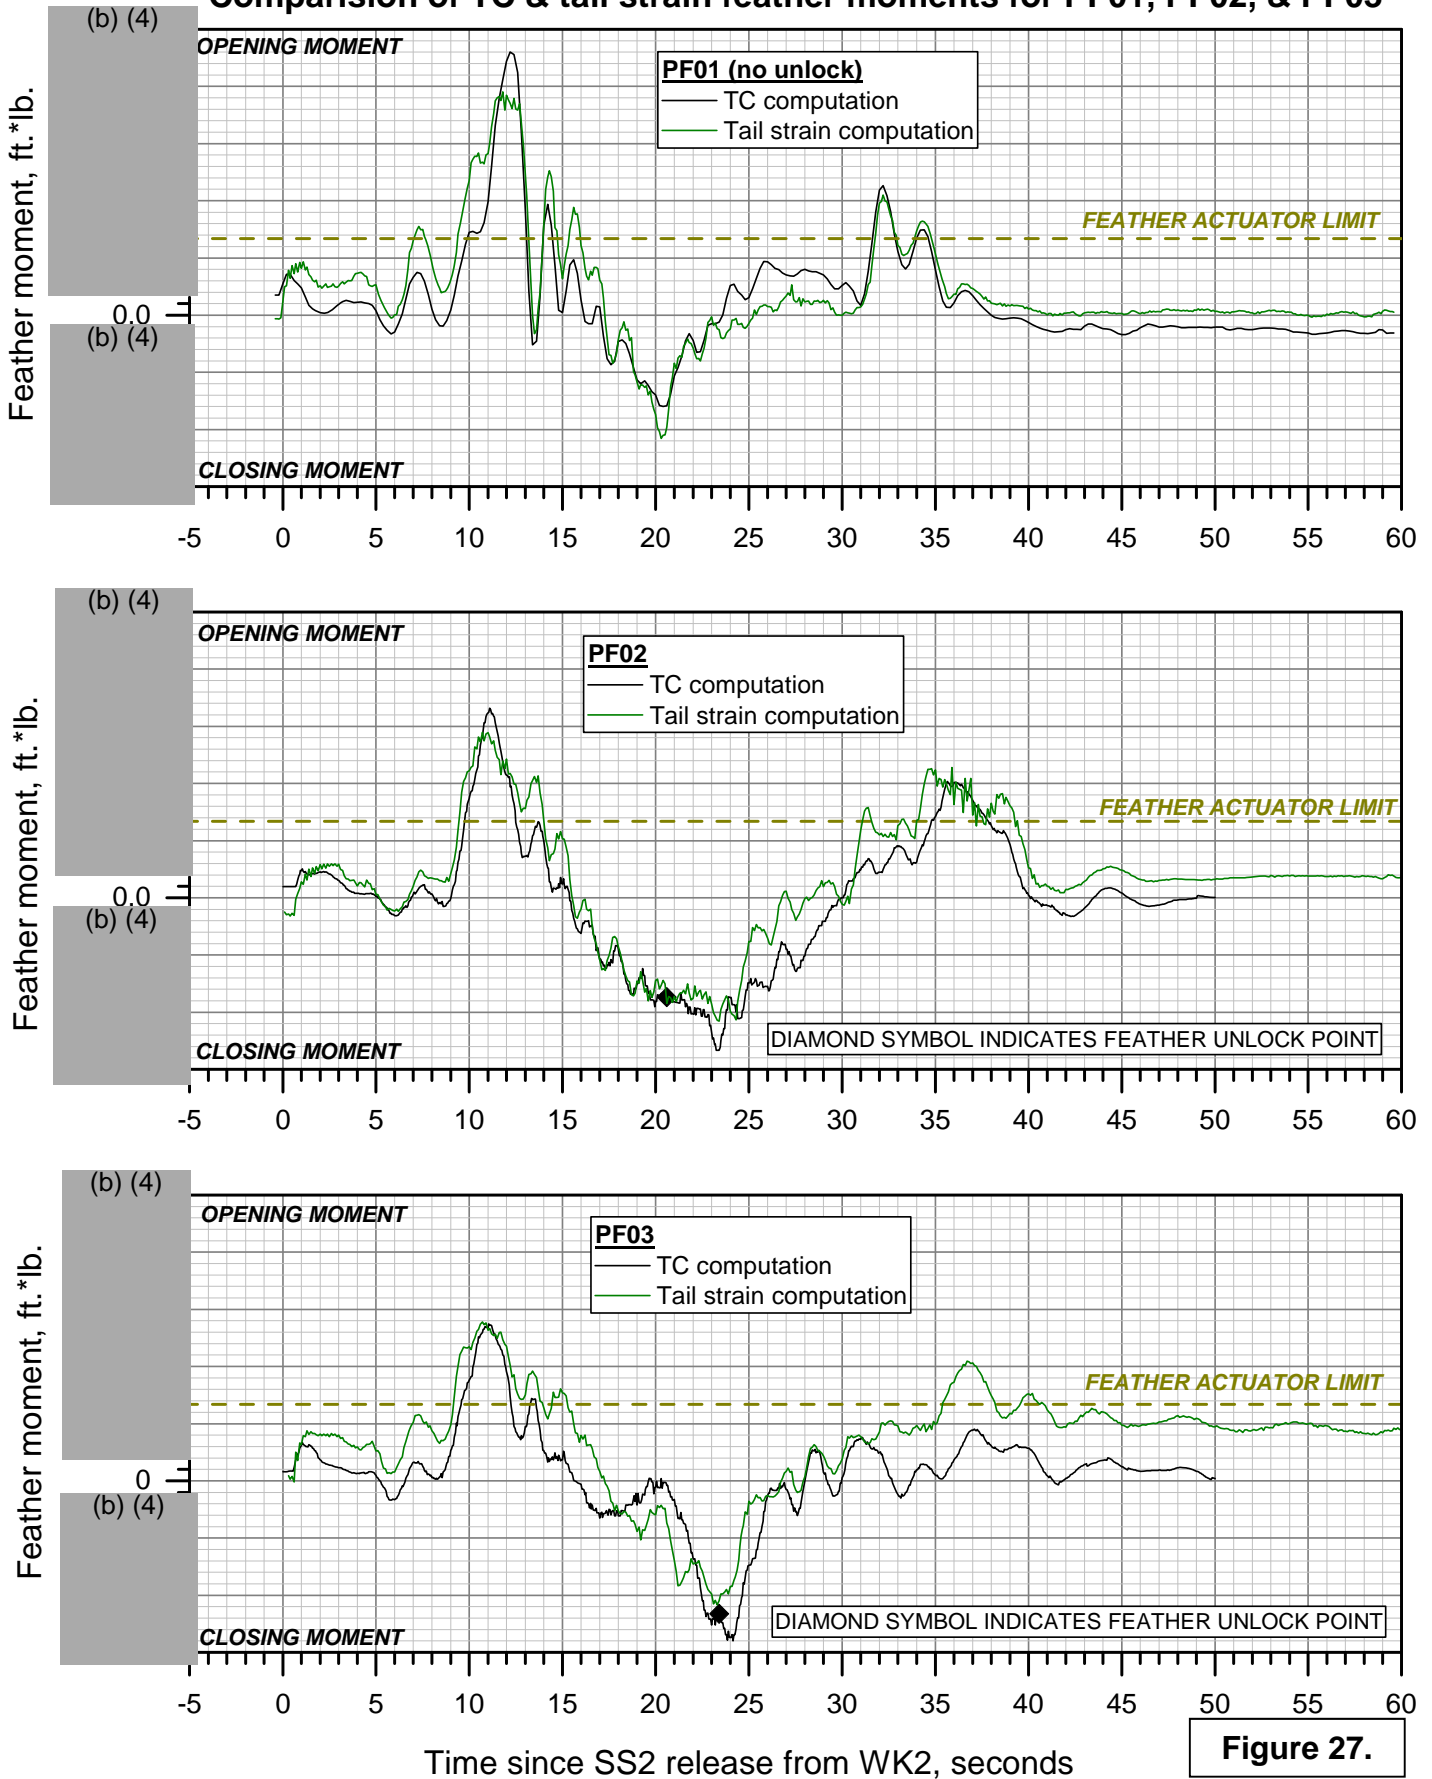 Comparision of TC & tail strain feather moments for PF01, PF02, & PF03
(b) (4)
OPENING MOMENT
PF01 (no unlock)
TC computation
Tail strain computation
FEATHER ACTUATOR LIMIT
Feather moment, ft.*lb.
0.0
(b) (4)
CLOSING MOMENT
-5 0 5 10 15 20 25 30 35 40 45 50 55 60
(b) (4)
OPENING MOMENT
PF02
TC computation
Tail strain computation
FEATHER ACTUATOR LIMIT
Feather moment, ft.*lb.
0.0
(b) (4)
DIAMOND SYMBOL INDICATES FEATHER UNLOCK POINT
CLOSING MOMENT
-5 0 5 10 15 20 25 30 35 40 45 50 55 60
(b) (4)
OPENING MOMENT
PF03
TC computation
Tail strain computation
FEATHER ACTUATOR LIMIT
Feather moment, ft.*lb.
0
(b) (4)
DIAMOND SYMBOL INDICATES FEATHER UNLOCK POINT
CLOSING MOMENT
-5 0 5 10 15 20 25 30 35 40 45 50 55 60
Time since SS2 release from WK2, seconds
Figure 27.